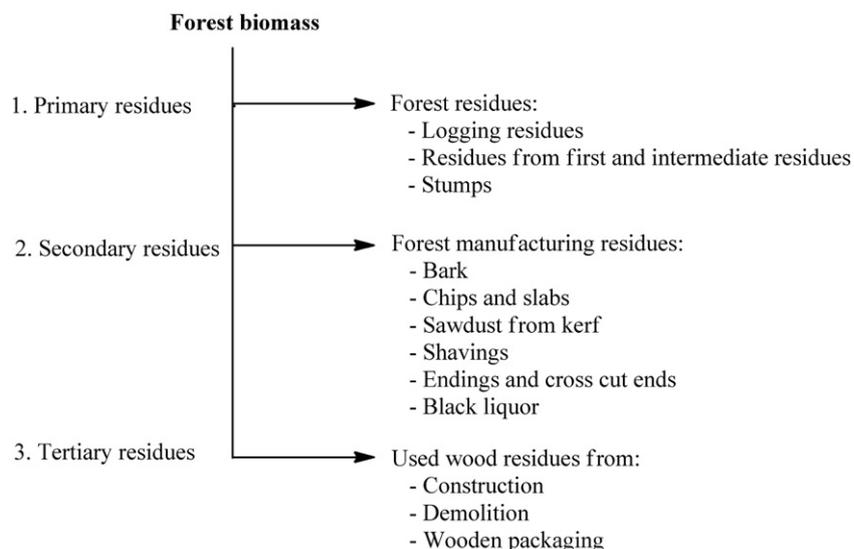 Forest biomass
1. Primary residues
Forest residues:
- Logging residues
- Residues from first and intermediate residues
- Stumps
2. Secondary residues
Forest manufacturing residues:
- Bark
- Chips and slabs
- Sawdust from kerf
- Shavings
- Endings and cross cut ends
- Black liquor
3. Tertiary residues
Used wood residues from:
- Construction
- Demolition
- Wooden packaging